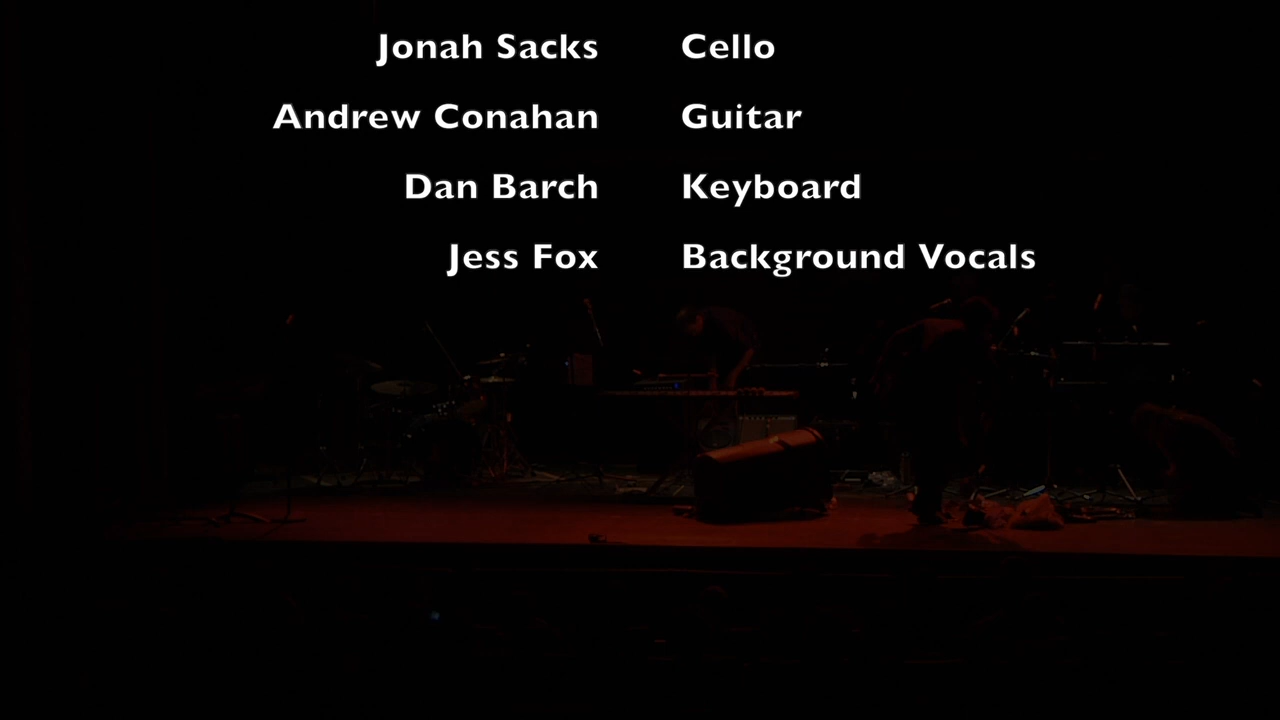 Jonah Sacks Cello
Andrew Conahan Guitar
Dan Barch Keyboard
Jess Fox Background Vocals